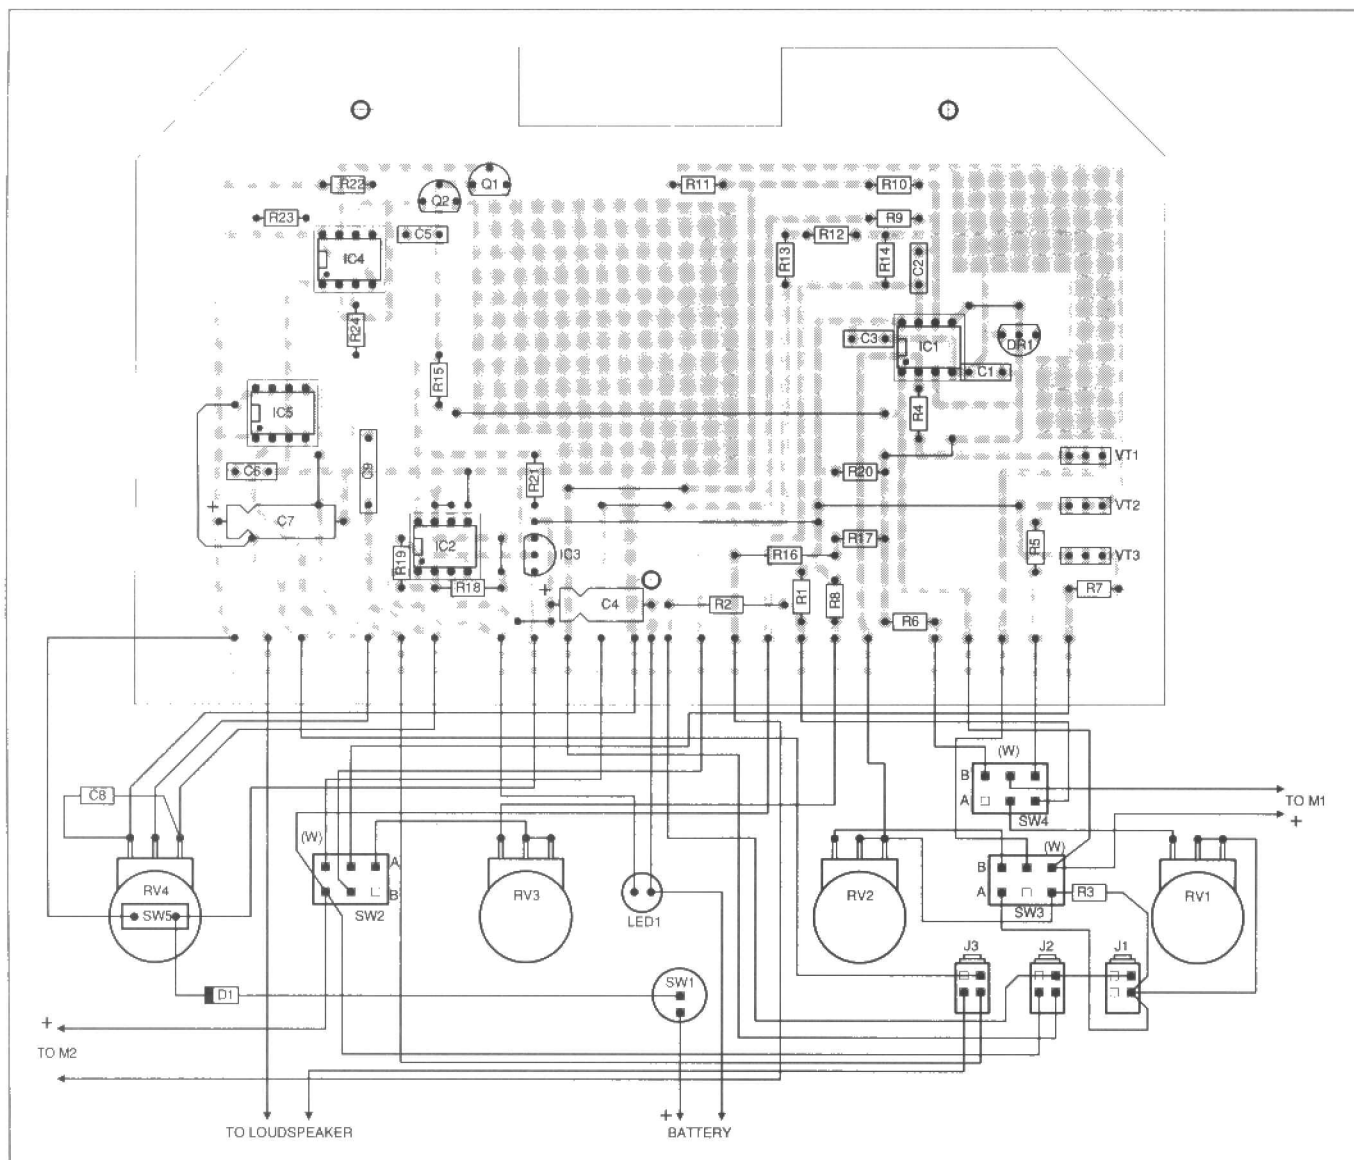 R22
Q1
Q2
R11
R10
R23
C5
R9
R12
IC4
R13
R14
C2
R24
C3
IC1
DR1
R15
C1
IC5
R4
C9
VT1
C6
R21
R20
+
VT2
C7
IC2
R19
IC3
R17
R5
R16
VT3
R18
+
C4
R2
R1
R8
R7
R6
(W)
B
C8
A
TO M1
SW4
+
(W)
(W)
A
B
RV4
B
RV3
RV2
A
R3
RV1
SW5
SW2
LED1
SW3
J3
J2
J1
SW1
D1
+
TO M2
+
TO LOUDSPEAKER
BATTERY